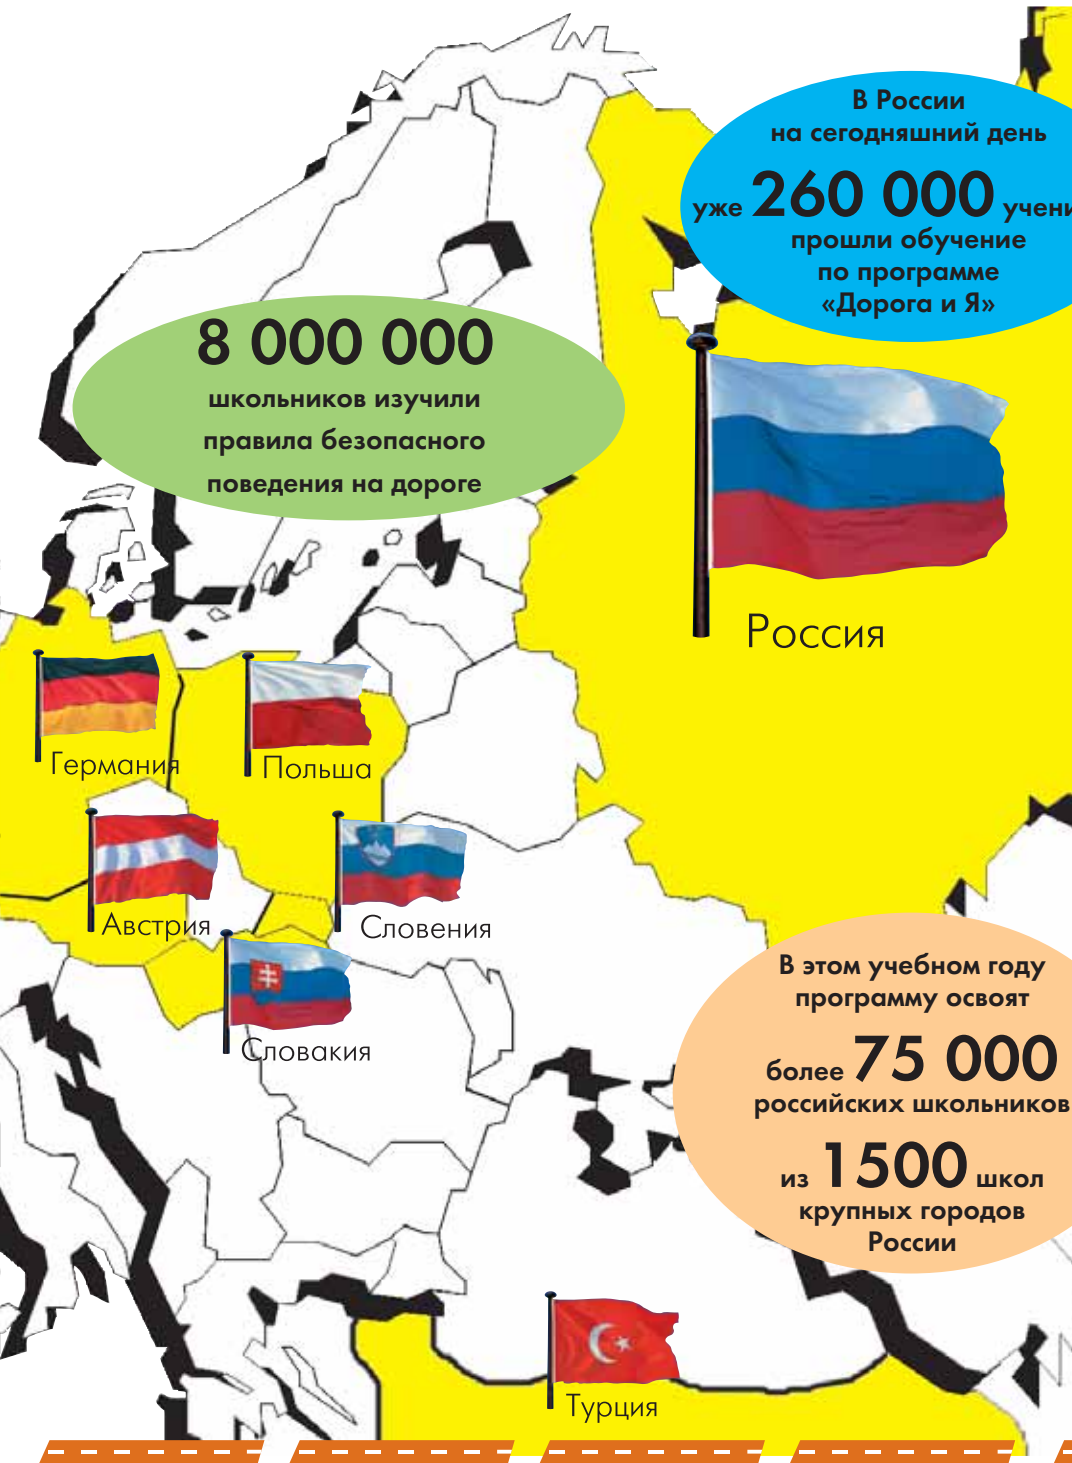 В России
на сегодняшний день
уже 260 000
прошли обучение
по программе
«Дорога и Я»
8 000 000
школьников изучили
правила безопасного
поведения на дороге
Россия
Германия
Польша
Австрия
Словения
Словакия
В этом учебном году
программу освоят
более 75 000
российских школьников
из 1500 школ
крупных городов
России
Турция